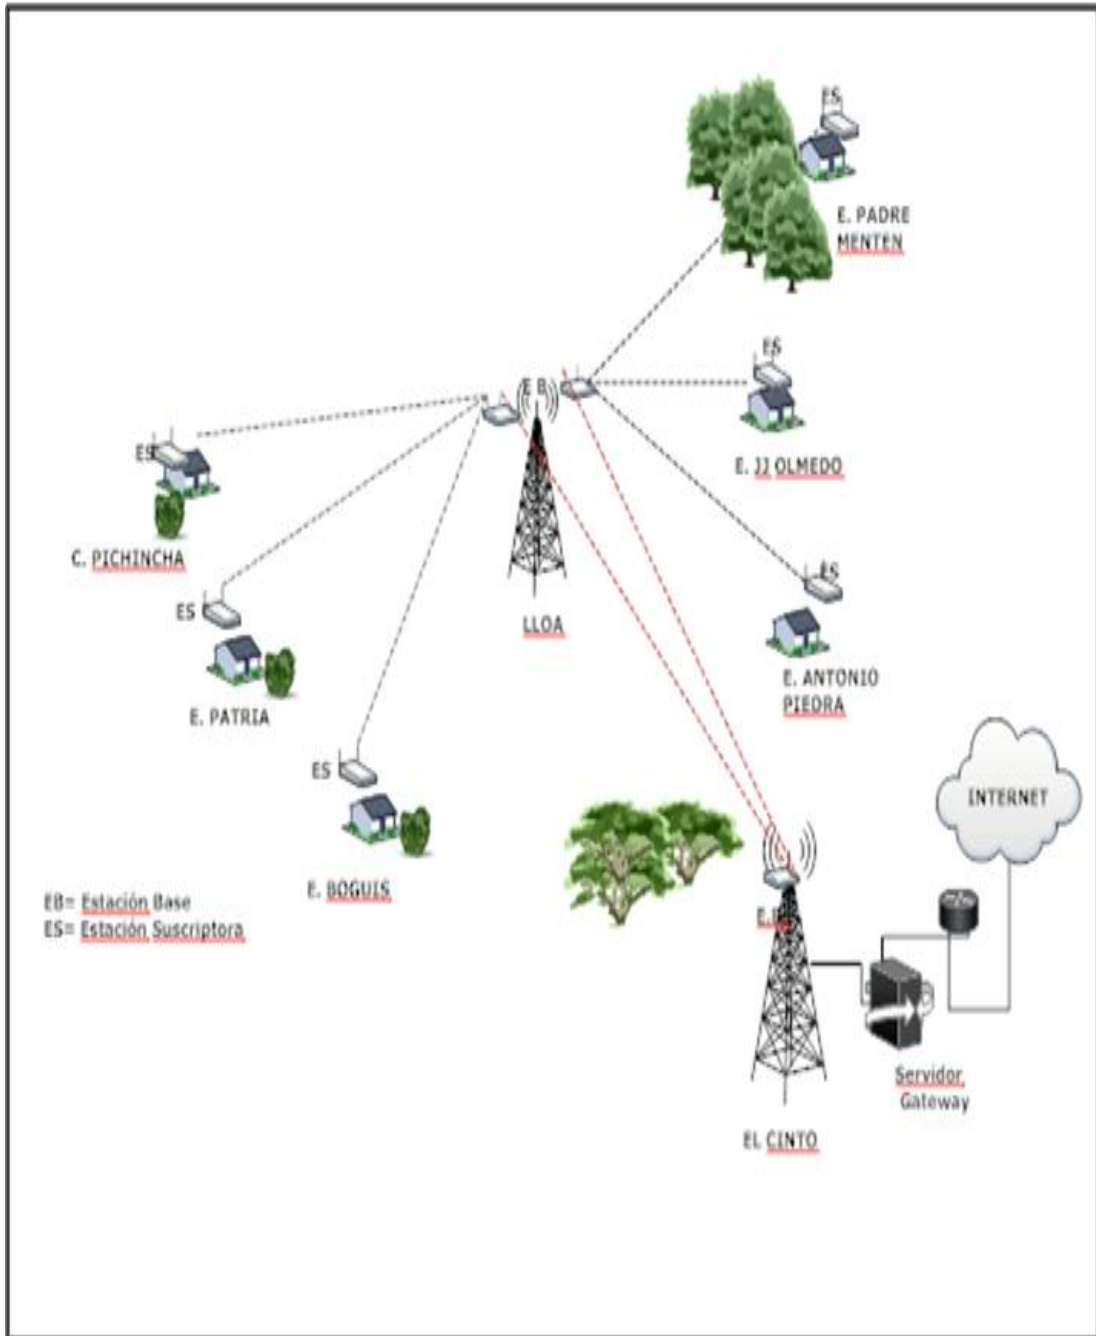 ES
E. PADRE
MENTEN
E B
ES
E. JJ OLMEDO
ES
C. PICHINCHA
ES
E. PATRIA
LLOA
ES
E. ANTONIO
PIEDRA
ES
E. BOGUIS
INTERNET
EB= Estación Base
ES= Estación Suscriptora
Servidor
Gateway
EL CINTO